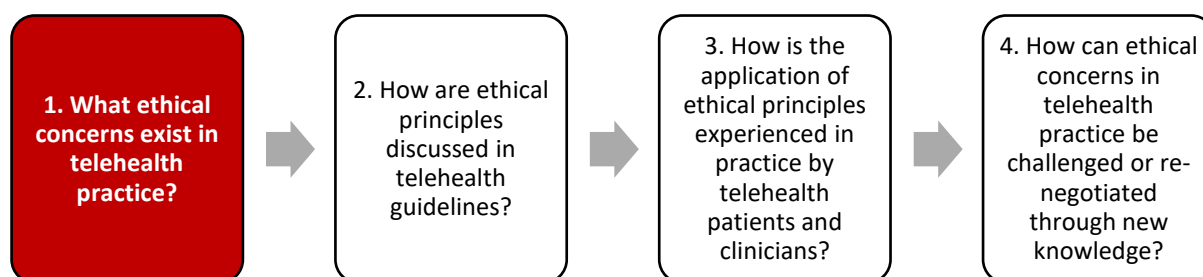 1. What ethical
concerns exist in
telehealth
practice?
2. How are ethical
principles
discussed in
telehealth
guidelines?
3. How is the
application of
ethical principles
experienced in
practice by
telehealth
patients and
clinicians?
4. How can ethical
concerns in
telehealth
practice be
challenged or re-
negotiated
through new
knowledge?